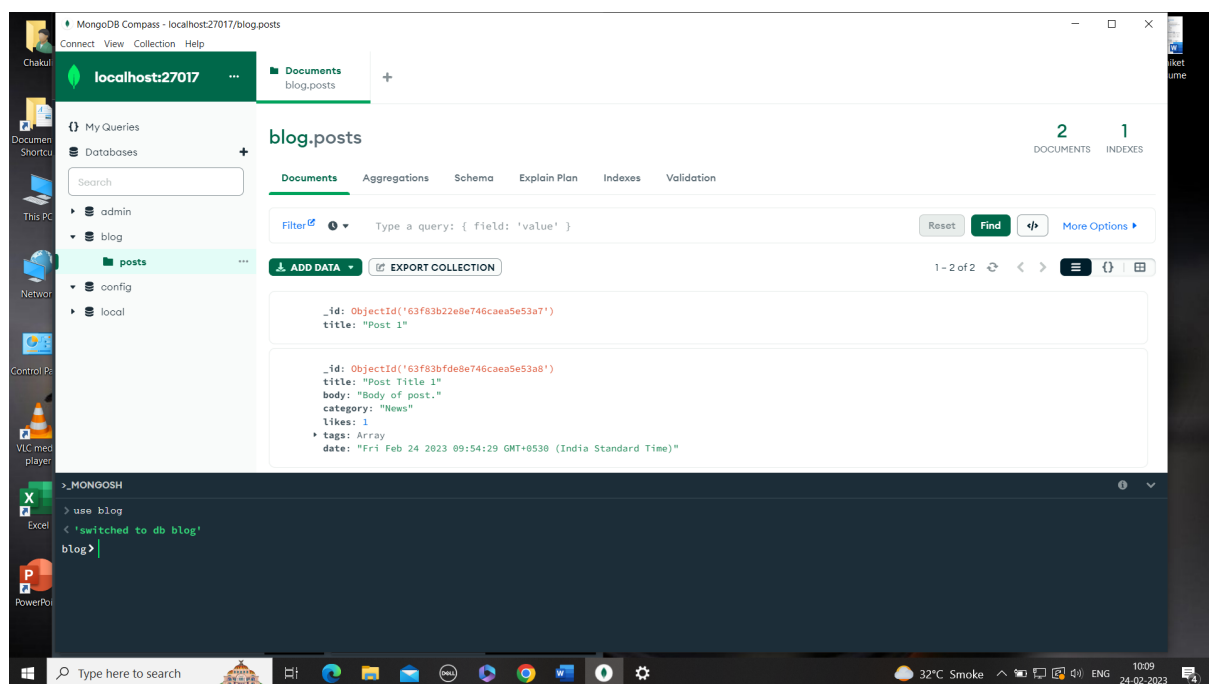 MongoDB Compass - localhost:27017/blog.posts
Connect View Collection Help
localhost:27017 ...
Documents
blog.posts
+
{} My Queries
Databases +
Search
admin
blog
posts ...
config
local
blog.posts
2
DOCUMENTS
1
INDEXES
Documents Aggregations Schema Explain Plan Indexes Validation
Filter Type a query: { field: 'value' } Reset Find </> More Options
ADD DATA EXPORT COLLECTION 1 - 2 of 2 < > {}
_id: ObjectId('63f83b22e8e746caea5e53a7')
title: "Post 1"
_id: ObjectId('63f83bfde8e746caea5e53a8')
title: "Post Title 1"
body: "Body of post."
category: "News"
likes: 1
tags: Array
date: "Fri Feb 24 2023 09:54:29 GMT+0530 (India Standard Time)"
>_MONGOSH
> use blog
< 'switched to db blog'
blog>
Chakuli
Documen
Shortcu
This PC
Networ
Control Pa
VLC med
player
Excel
PowerPoi
iket
ume
Type here to search
DELL
32°C Smoke
ENG
10:09
24-02-2023
4